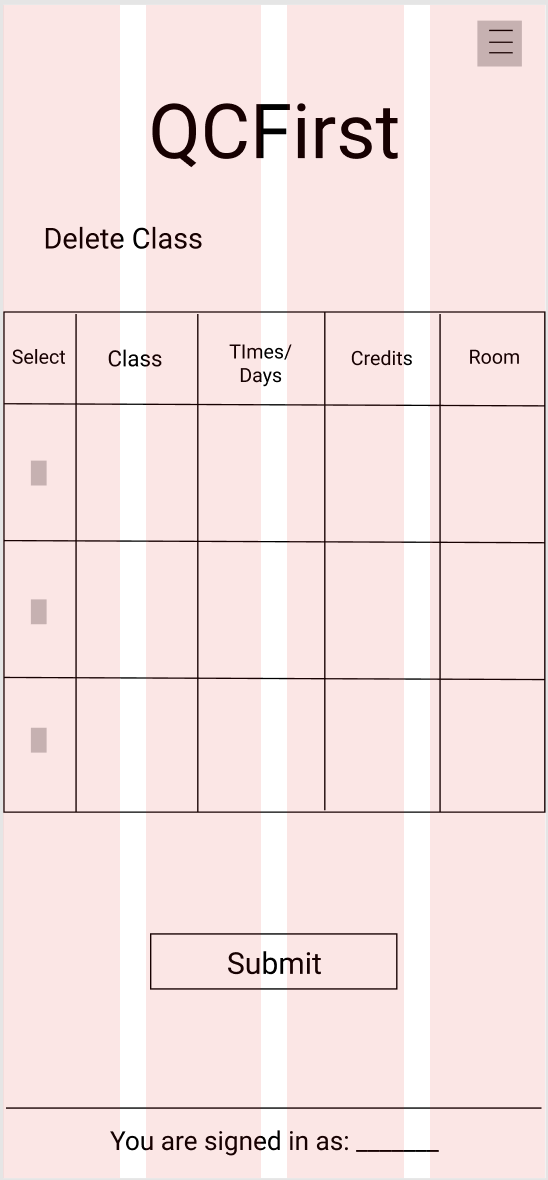 QCFirst
Delete Class
Select Class TImes/ Credits Room
Days
Submit
You are signed in as: _______